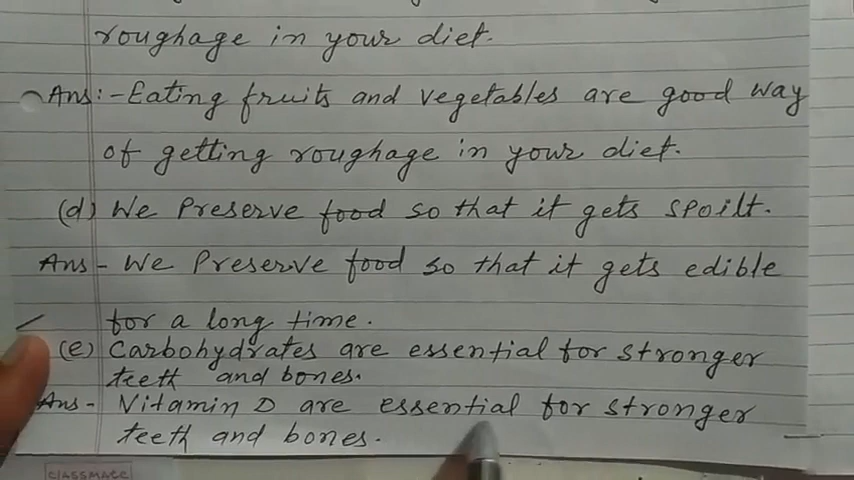 roughage in your diet.
Ans:- Eating fruits and vegetables are good way
of getting roughage in your diet.
(d) We Preserve food so that it gets spoilt.
Ans - We Preserve food so that it gets edible
for a long time.
(e) Carbohydrates are essential for stronger
teeth and bones.
Ans - Vitamin D are essential for stronger
teeth and bones.
CLASSMATE